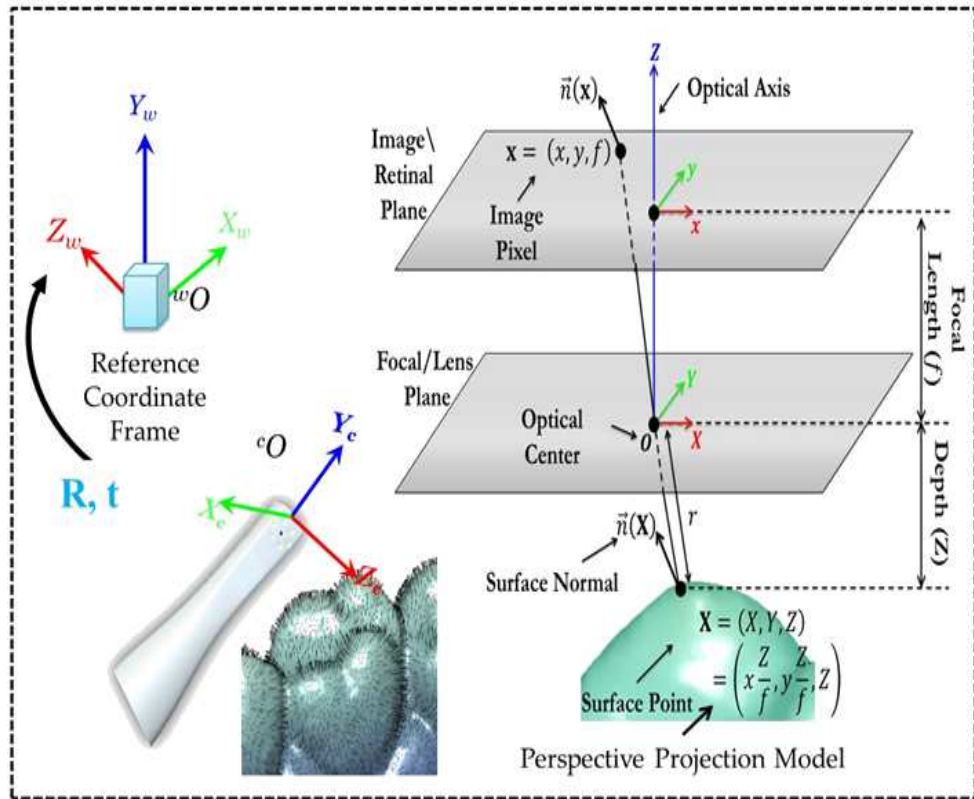 Y_w
Z_w
X_w
ʷO
Reference
Coordinate
Frame
R, t
ᶜO
Y_c
X_c
Z_c
Z
Optical Axis
n⃗(x)
Image\
Retinal
Plane
x = (x, y, f)
Image
Pixel
y
x
Focal
Length (f)
Focal/Lens
Plane
Y
X
Optical
Center
O
Depth (Z)
r
n⃗(X)
Surface Normal
X = (X, Y, Z)
= (x Z/f, y Z/f, Z)
Surface Point
Perspective Projection Model